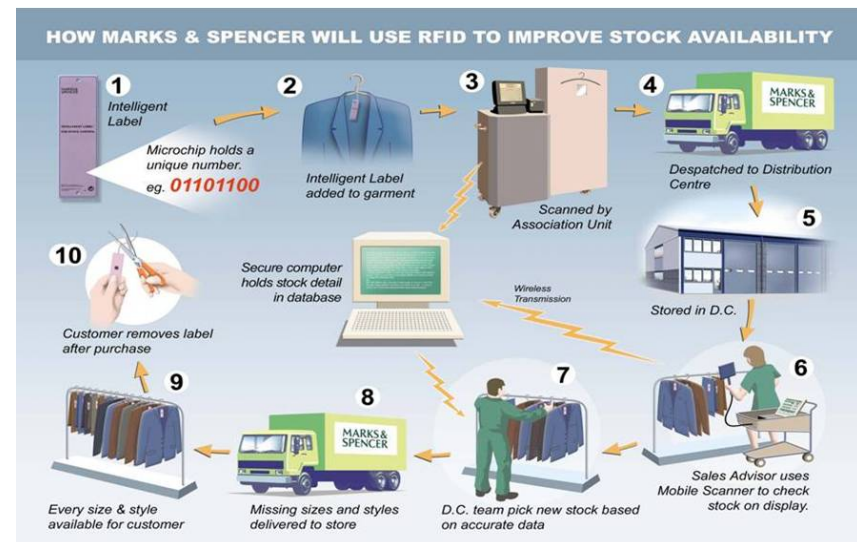 HOW MARKS & SPENCER WILL USE RFID TO IMPROVE STOCK AVAILABILITY
1
Intelligent
Label
Microchip holds a
unique number.
eg. 01101100
2
Intelligent Label
added to garment
3
Scanned by
Association Unit
4
MARKS &
SPENCER
Despatched to Distribution
Centre
5
Stored in D.C.
Secure computer
holds stock detail
in database
Wireless
Transmission
6
Sales Advisor uses
Mobile Scanner to check
stock on display.
7
D.C. team pick new stock based
on accurate data
8
MARKS &
SPENCER
Missing sizes and styles
delivered to store
9
Every size & style
available for customer
10
Customer removes label
after purchase